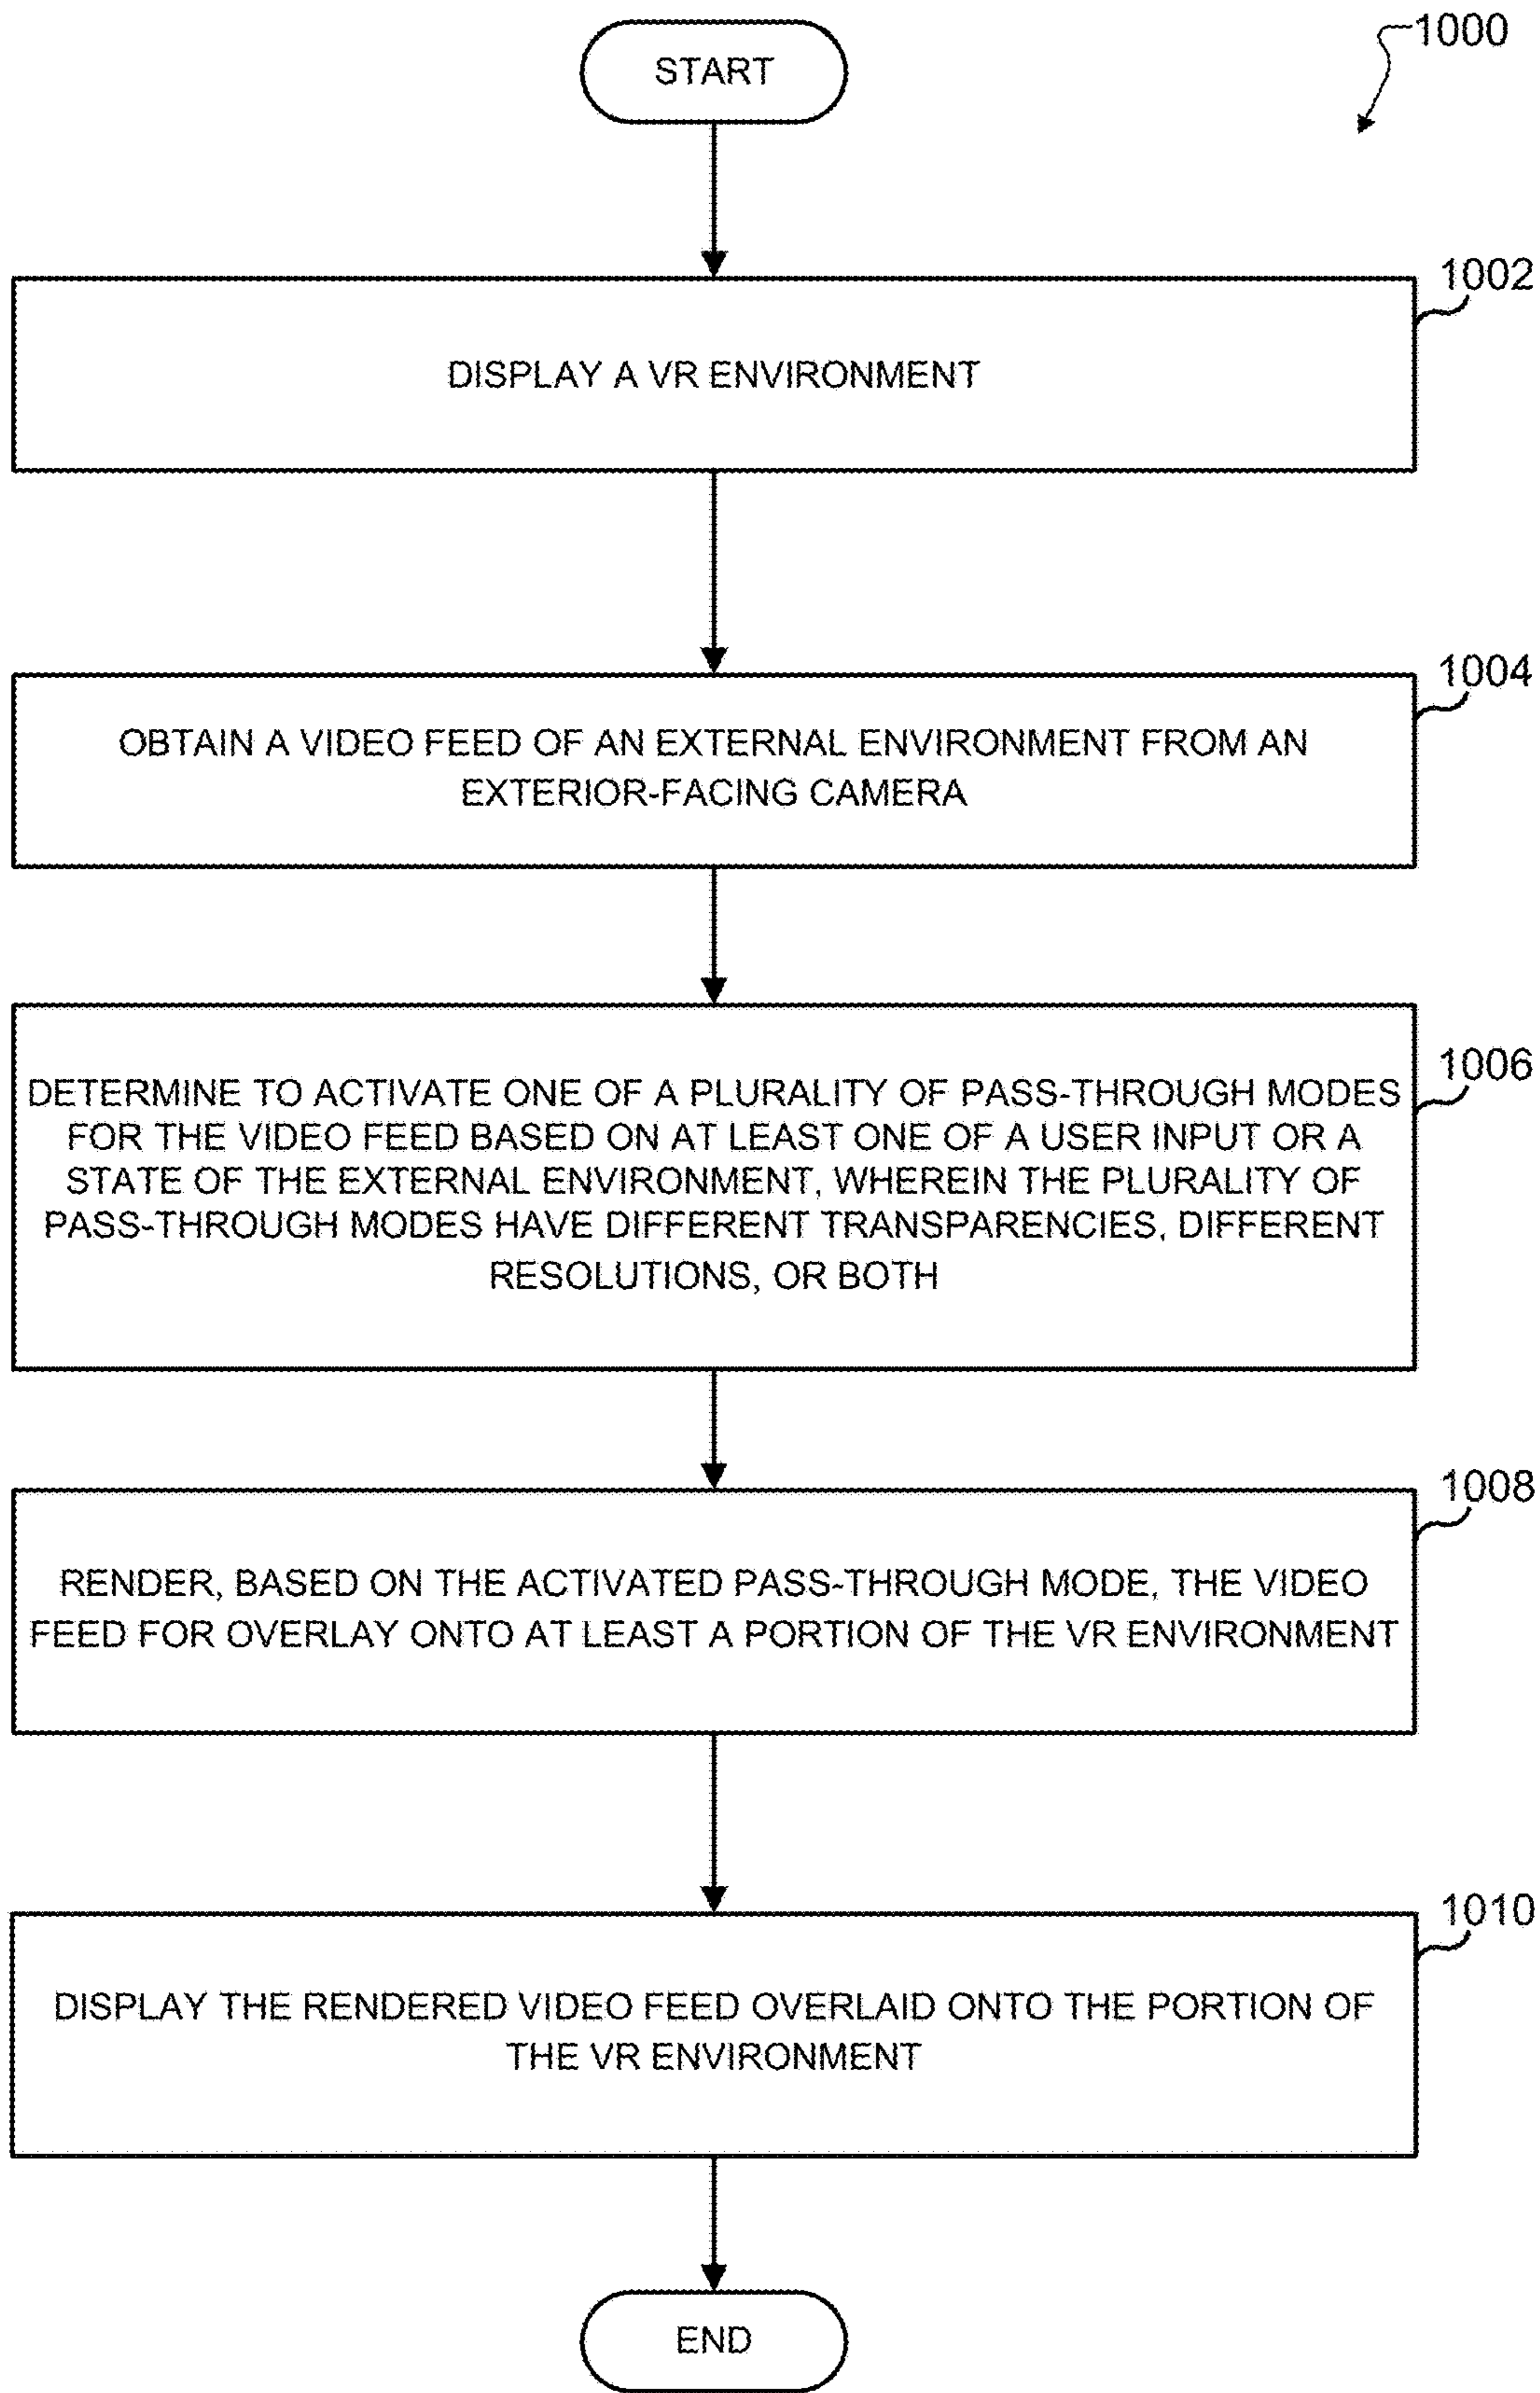 START
1000
1002
DISPLAY A VR ENVIRONMENT
1004
OBTAIN A VIDEO FEED OF AN EXTERNAL ENVIRONMENT FROM AN
EXTERIOR-FACING CAMERA
1006
DETERMINE TO ACTIVATE ONE OF A PLURALITY OF PASS-THROUGH MODES
FOR THE VIDEO FEED BASED ON AT LEAST ONE OF A USER INPUT OR A
STATE OF THE EXTERNAL ENVIRONMENT, WHEREIN THE PLURALITY OF
PASS-THROUGH MODES HAVE DIFFERENT TRANSPARENCIES, DIFFERENT
RESOLUTIONS, OR BOTH
1008
RENDER, BASED ON THE ACTIVATED PASS-THROUGH MODE, THE VIDEO
FEED FOR OVERLAY ONTO AT LEAST A PORTION OF THE VR ENVIRONMENT
1010
DISPLAY THE RENDERED VIDEO FEED OVERLAID ONTO THE PORTION OF
THE VR ENVIRONMENT
END